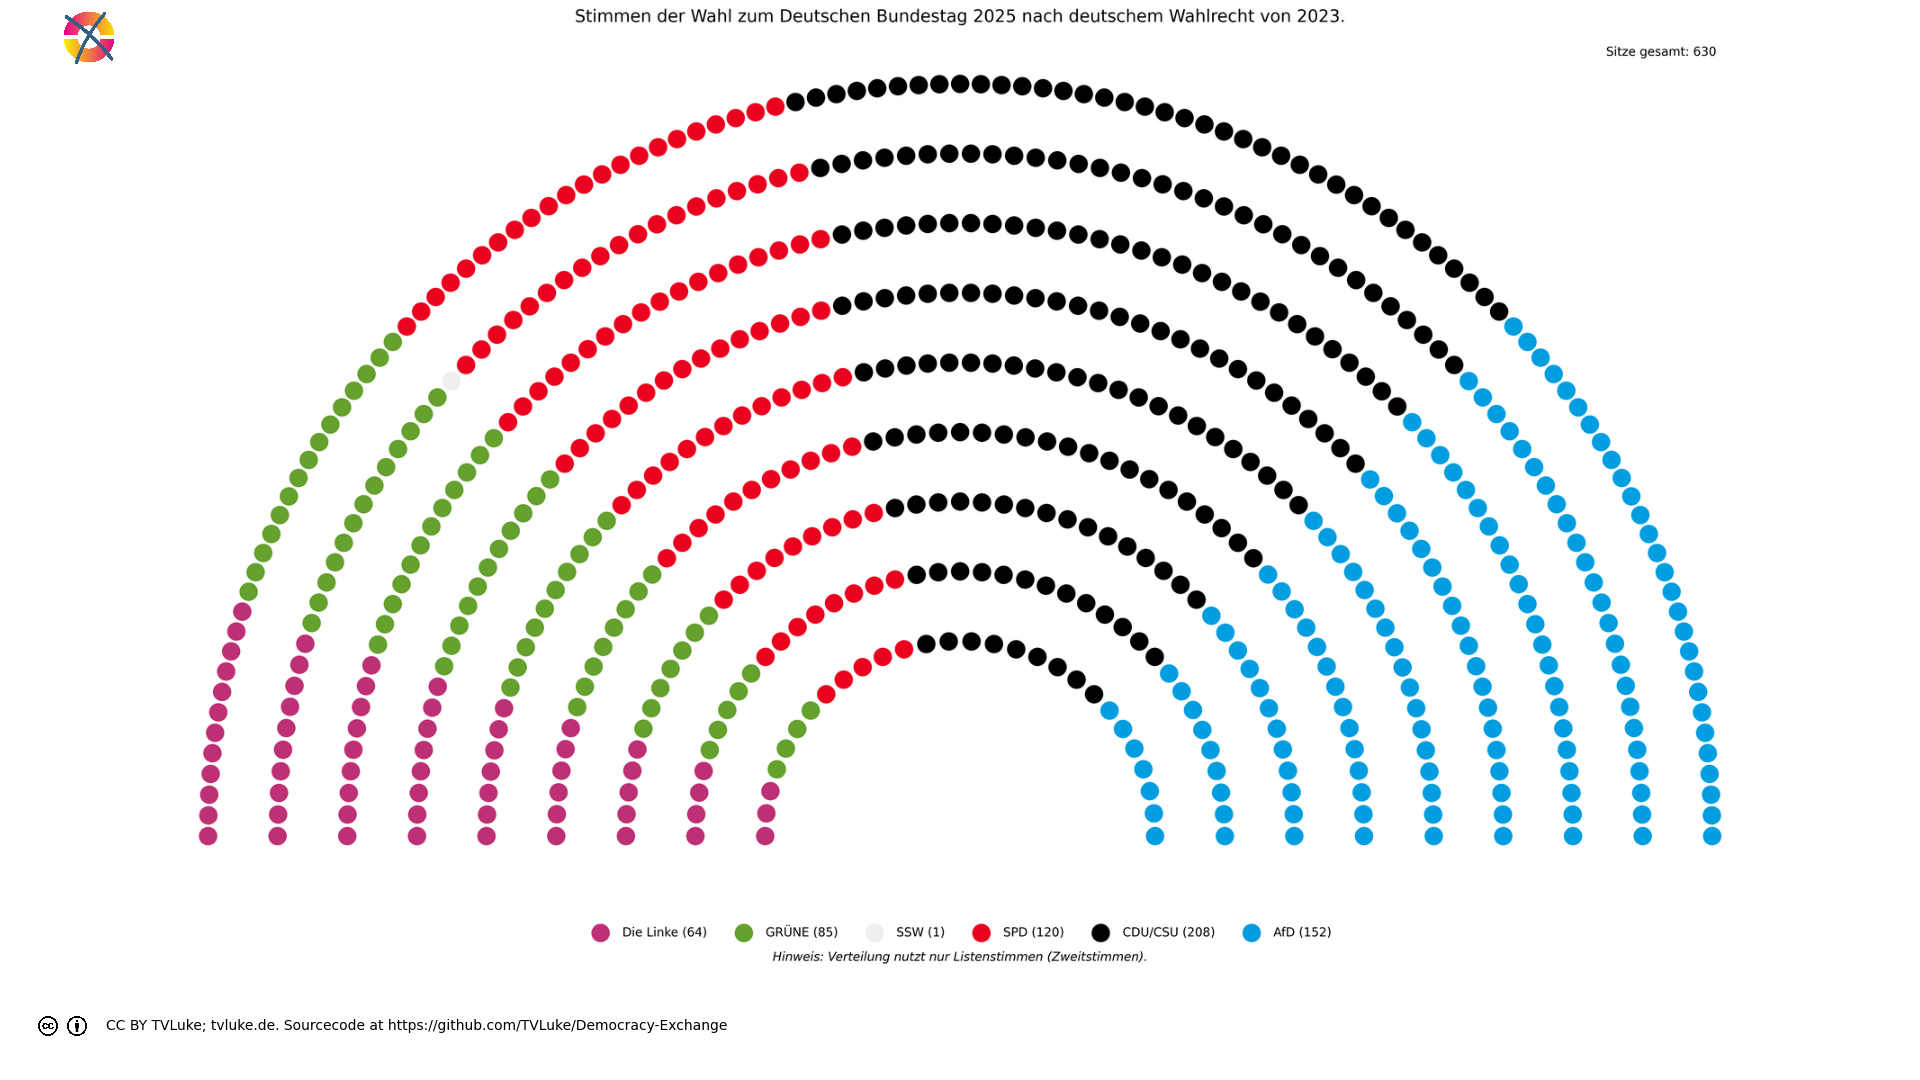 Stimmen der Wahl zum Deutschen Bundestag 2025 nach deutschem Wahlrecht von 2023.
Sitze gesamt: 630
Die Linke (64) GRÜNE (85) SSW (1) SPD (120) CDU/CSU (208) AfD (152)
Hinweis: Verteilung nutzt nur Listenstimmen (Zweitstimmen).
cc CC BY TVLuke; tvluke.de. Sourcecode at https://github.com/TVLuke/Democracy-Exchange